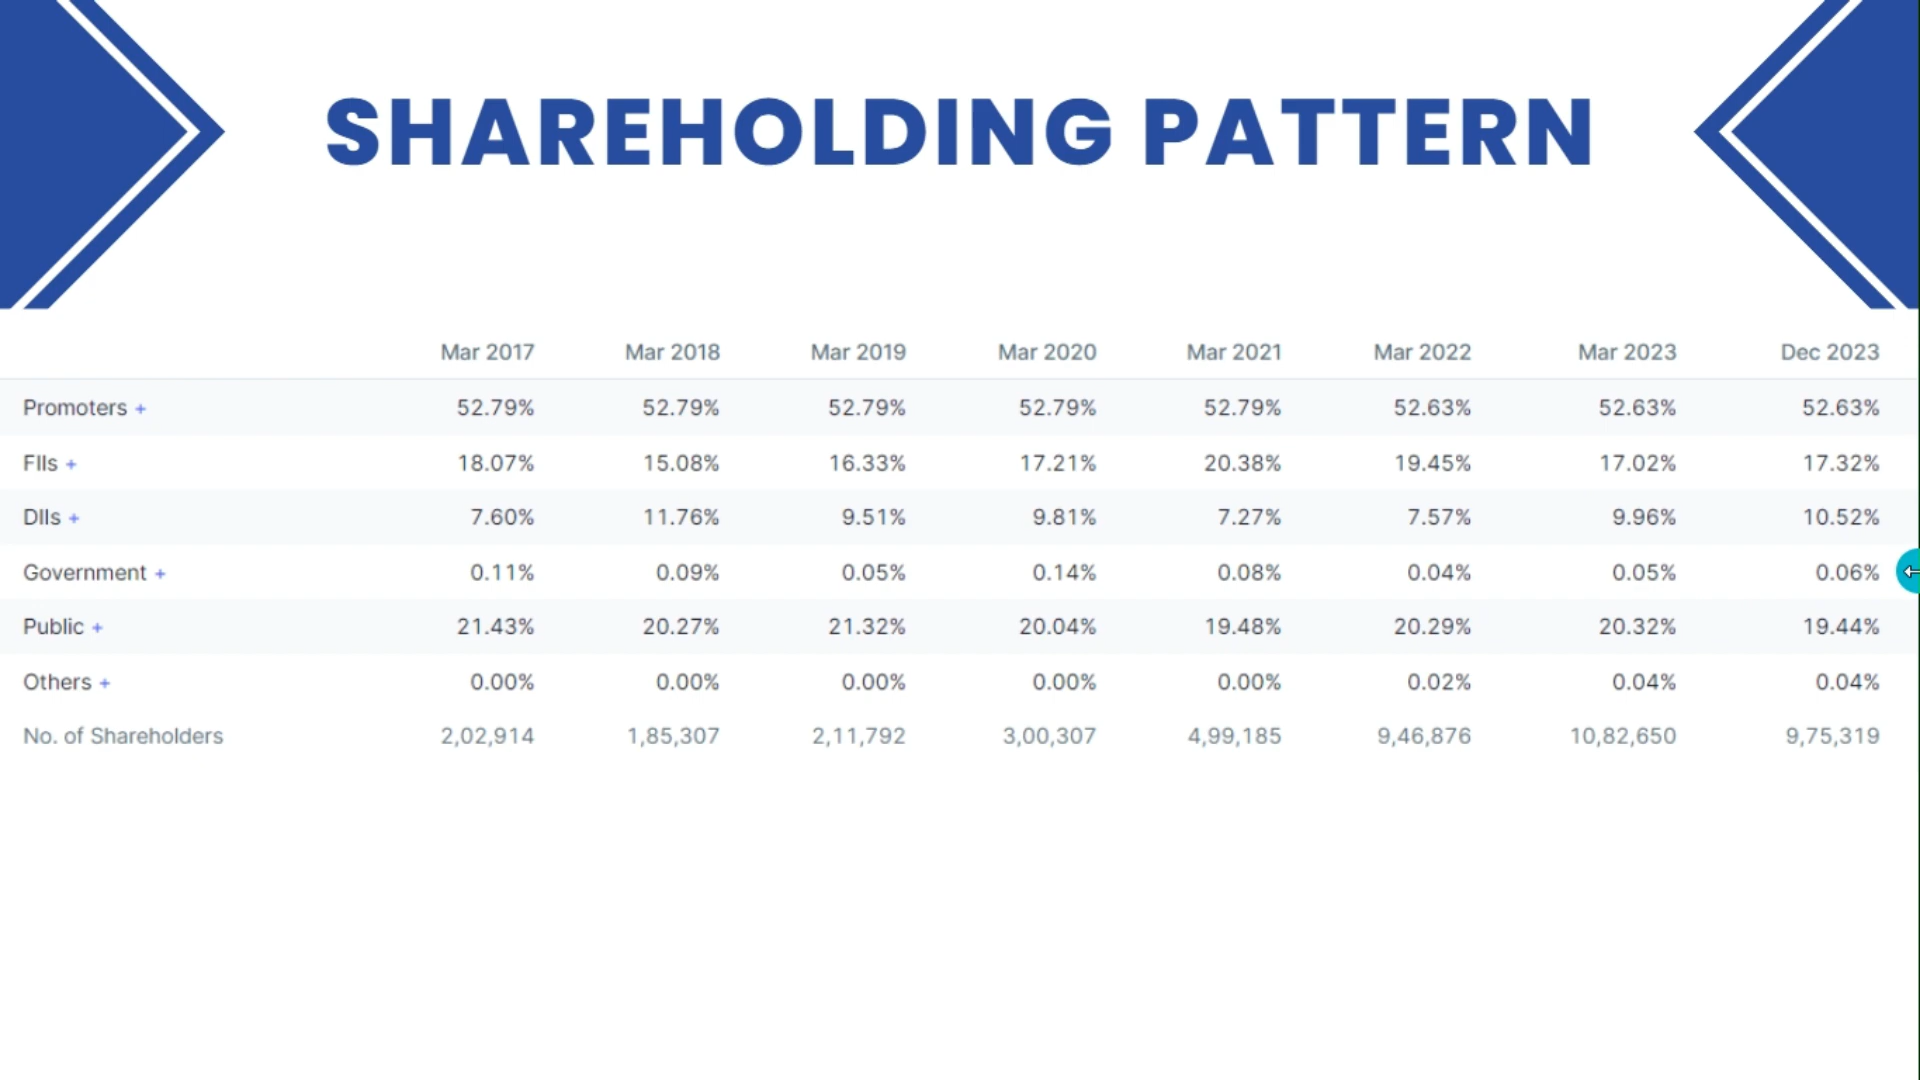 SHAREHOLDING PATTERN
Mar 2017 Mar 2018 Mar 2019 Mar 2020 Mar 2021 Mar 2022 Mar 2023 Dec 2023
Promoters + 52.79% 52.79% 52.79% 52.79% 52.79% 52.63% 52.63% 52.63%
FIIs + 18.07% 15.08% 16.33% 17.21% 20.38% 19.45% 17.02% 17.32%
DIIs + 7.60% 11.76% 9.51% 9.81% 7.27% 7.57% 9.96% 10.52%
Government + 0.11% 0.09% 0.05% 0.14% 0.08% 0.04% 0.05% 0.06%
Public + 21.43% 20.27% 21.32% 20.04% 19.48% 20.29% 20.32% 19.44%
Others + 0.00% 0.00% 0.00% 0.00% 0.00% 0.02% 0.04% 0.04%
No. of Shareholders 2,02,914 1,85,307 2,11,792 3,00,307 4,99,185 9,46,876 10,82,650 9,75,319